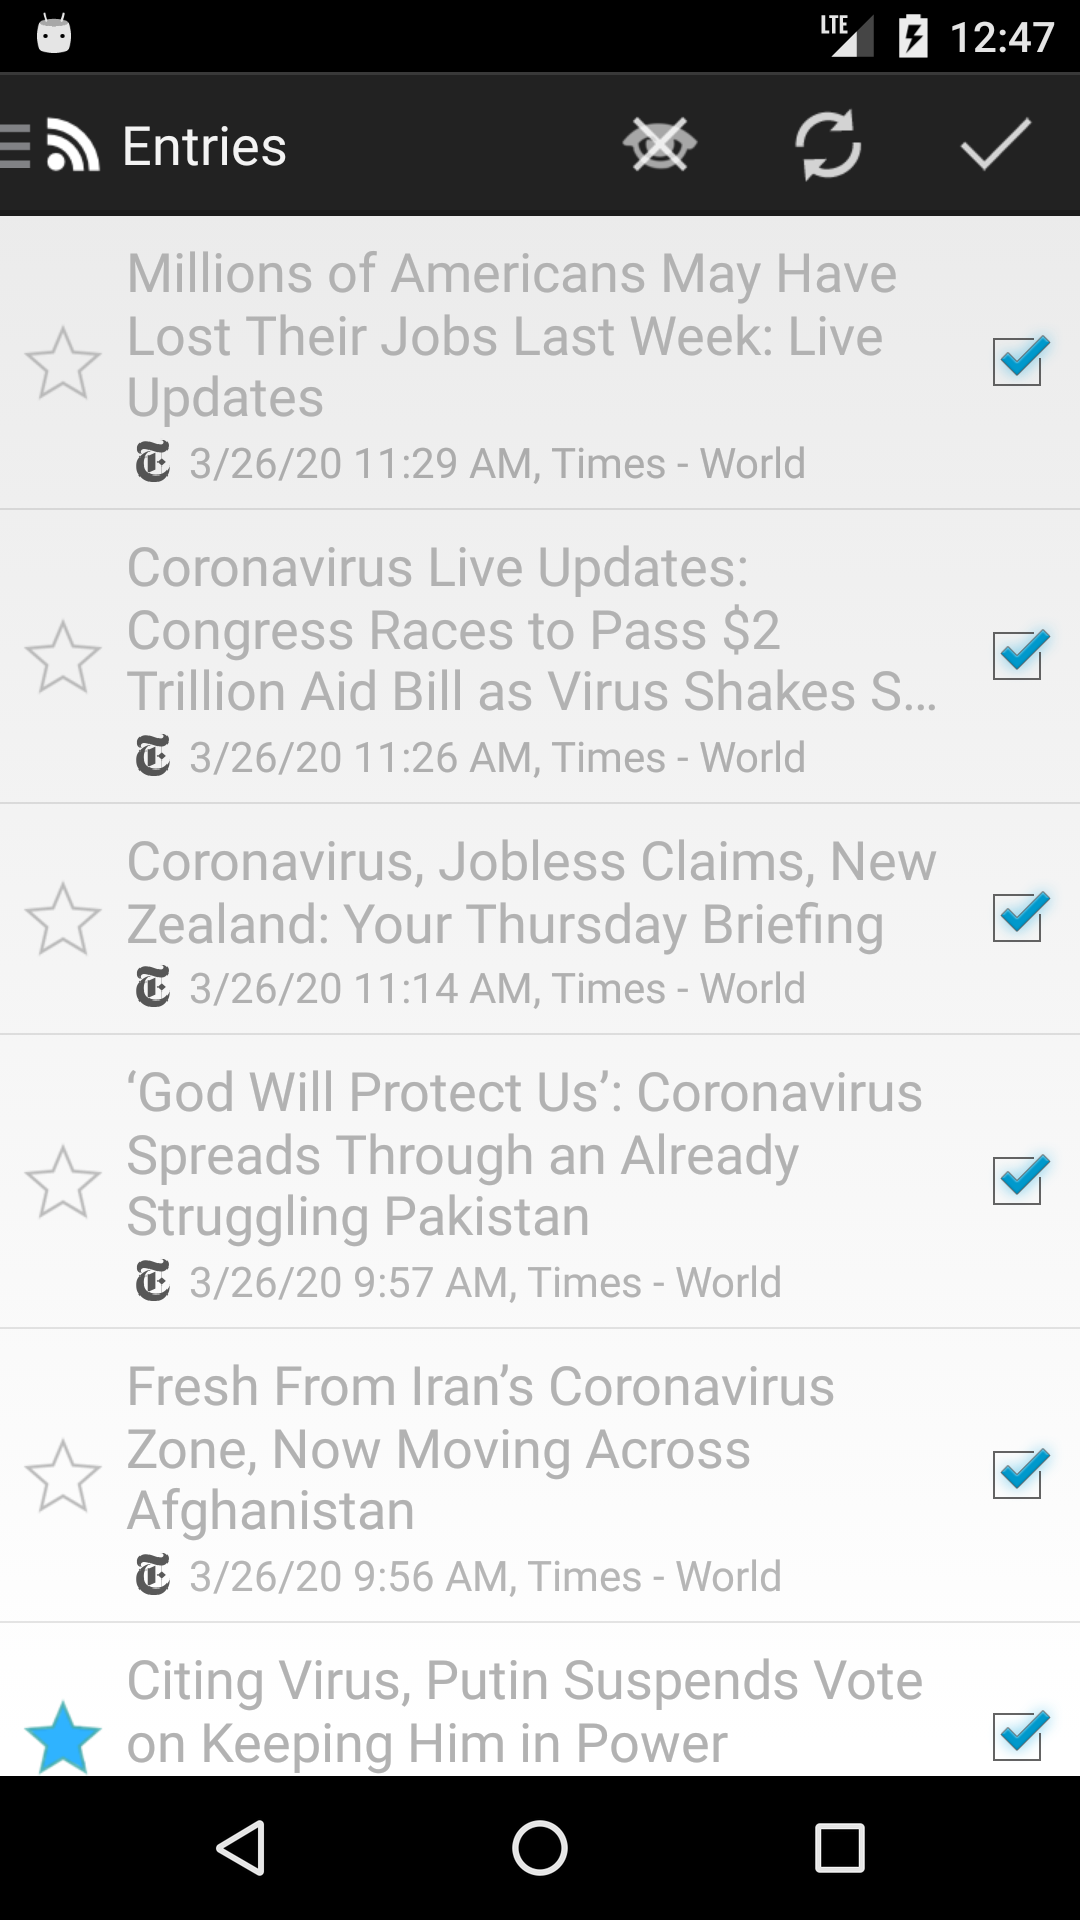 LTE 12:47
Entries
Millions of Americans May Have
Lost Their Jobs Last Week: Live
Updates
3/26/20 11:29 AM, Times - World
Coronavirus Live Updates:
Congress Races to Pass $2
Trillion Aid Bill as Virus Shakes S…
3/26/20 11:26 AM, Times - World
Coronavirus, Jobless Claims, New
Zealand: Your Thursday Briefing
3/26/20 11:14 AM, Times - World
‘God Will Protect Us’: Coronavirus
Spreads Through an Already
Struggling Pakistan
3/26/20 9:57 AM, Times - World
Fresh From Iran’s Coronavirus
Zone, Now Moving Across
Afghanistan
3/26/20 9:56 AM, Times - World
Citing Virus, Putin Suspends Vote
on Keeping Him in Power